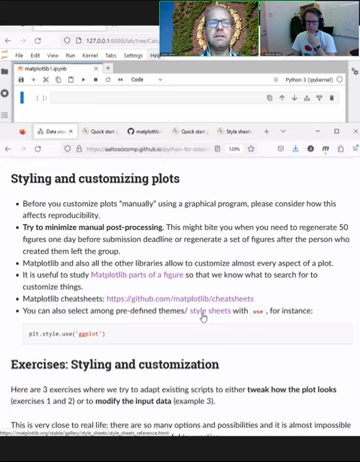 127.0.0.1:8888/lab/tree/Calc
File Edit View Run Kernel Tabs Settings Help
matplotlib1.ipynb
Code
Python 3 (ipykernel)
[ ]:
Data visu
Quick start g
matplotlib/
Quick start g
Style sheets
https://aaltoscicomp.github.io/python-for-scien
120%
Styling and customizing plots
• Before you customize plots “manually” using a graphical program, please consider how this
affects reproducibility.
• Try to minimize manual post-processing. This might bite you when you need to regenerate 50
figures one day before submission deadline or regenerate a set of figures after the person who
created them left the group.
• Matplotlib and also all the other libraries allow to customize almost every aspect of a plot.
• It is useful to study Matplotlib parts of a figure so that we know what to search for to
customize things.
• Matplotlib cheatsheets: https://github.com/matplotlib/cheatsheets
• You can also select among pre-defined themes/ style sheets with use , for instance:
plt.style.use('ggplot')
Exercises: Styling and customization
Here are 3 exercises where we try to adapt existing scripts to either tweak how the plot looks
(exercises 1 and 2) or to modify the input data (example 3).
This is very close to real life: there are so many options and possibilities and it is almost impossible
https://matplotlib.org/stable/gallery/style_sheets/style_sheets_reference.html